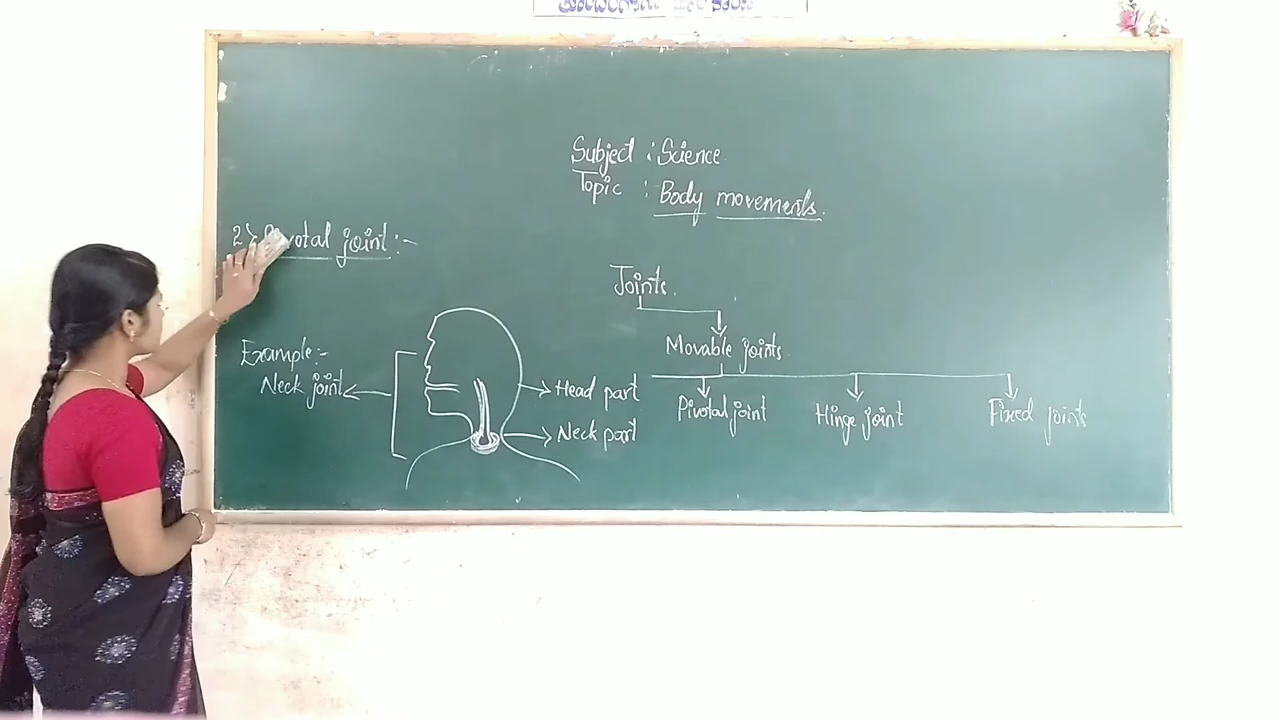 Subject : Science
Topic : Body movements.
2) Pivotal joint :-
Example:-
Neck joint
Head part
Neck part
Joints.
Movable joints.
Pivotal joint
Hinge joint
Fixed joints